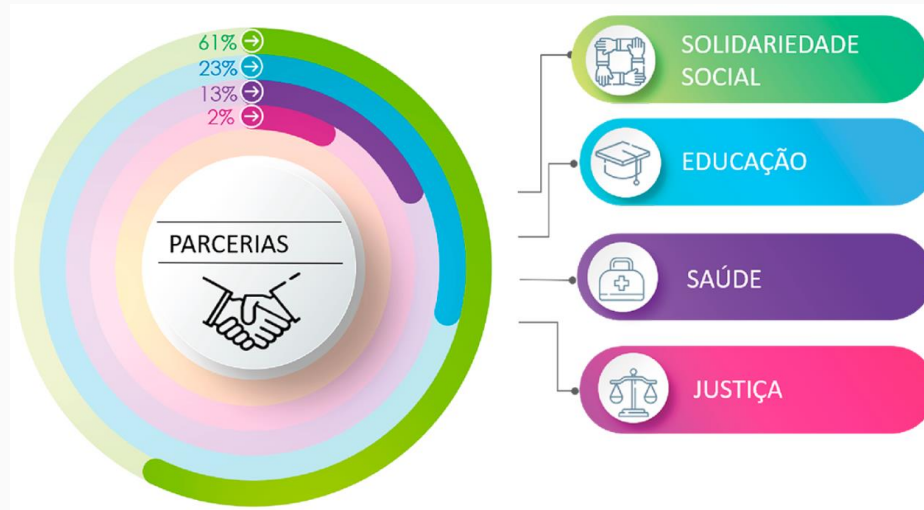 61%
23%
13%
2%
PARCERIAS
SOLIDARIEDADE
SOCIAL
EDUCAÇÃO
SAÚDE
JUSTIÇA